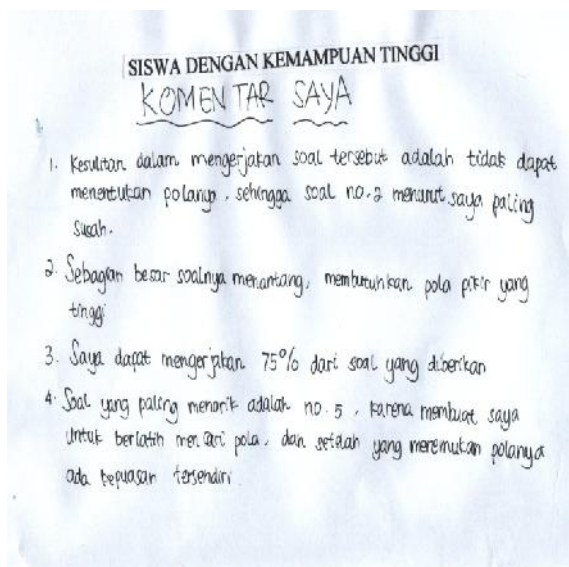 SISWA DENGAN KEMAMPUAN TINGGI
KOMENTAR SAYA
1. Kesulitan dalam mengerjakan soal tersebut adalah tidak dapat
menentukan polanya, sehingga soal no.2 menurut saya paling
susah.
2. Sebagian besar soalnya menantang, membutuhkan pola pikir yang
tinggi
3. Saya dapat mengerjakan 75% dari soal yang diberikan
4. Soal yang paling menarik adalah no. 5, karena membuat saya
untuk berlatih mencari pola, dan setelah yang menemukan polanya
ada kepuasan tersendiri.